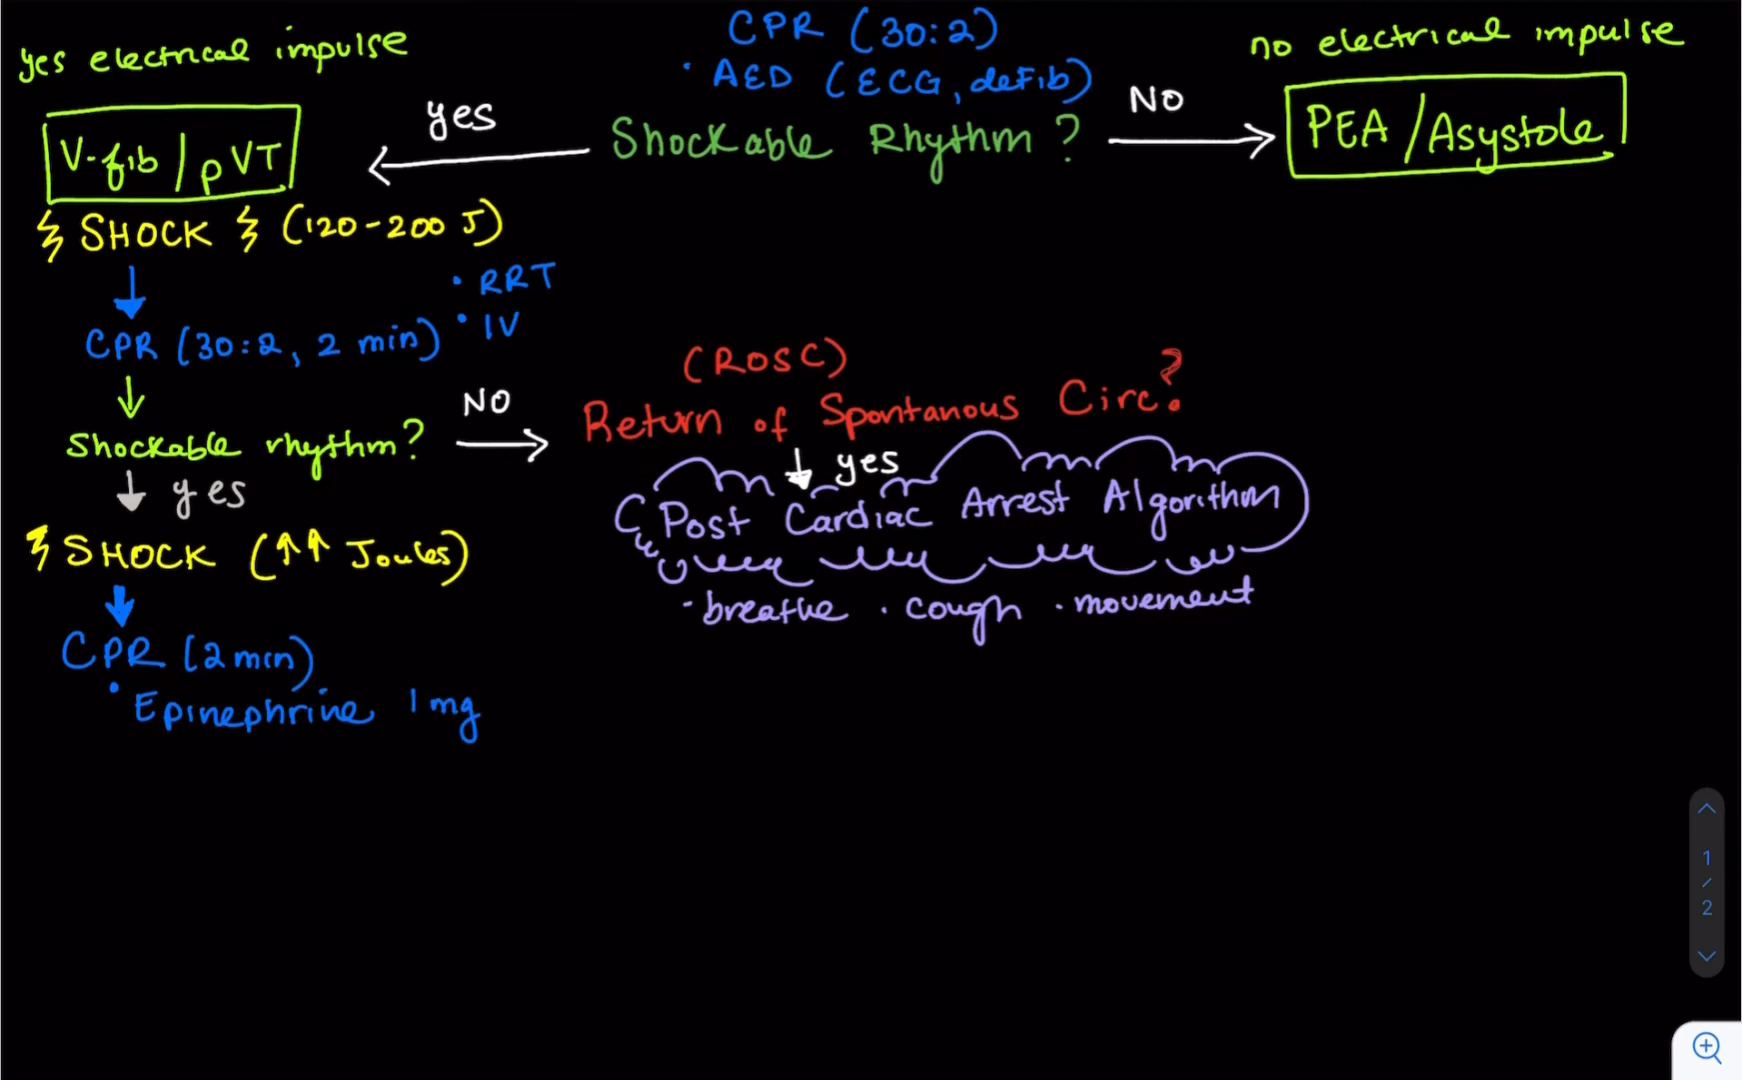 yes electrical impulse
CPR (30:2)
• AED (ECG, defib)
no electrical impulse
V-fib / pVT
yes
Shockable Rhythm?
NO
PEA / Asystole
SHOCK (120-200 J)
CPR (30:2, 2 min)
• RRT
• IV
Shockable rhythm?
NO
(ROSC)
Return of Spontanous Circ?
yes
yes
Post Cardiac Arrest Algorithm
• breathe • cough • movement
SHOCK (↑↑ Joules)
CPR (2 min)
• Epinephrine 1 mg
1
/
2